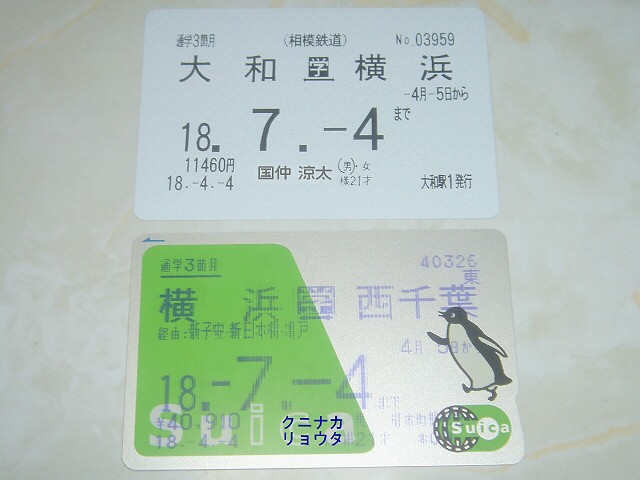 通学3箇月 (相模鉄道) No 03959
大和 学 横浜
-4月-5日から
18. 7. -4 まで
11460円 国仲 涼太 (男)・女
18.-4.-4 様21才 大和駅1発行
通学3箇月 40326
東
横浜 学 西千葉
経由:新子安・新日本橋・
4月 5日か
18.-7.-4 まで
¥40,910 クニナカ
18.-4.-4 リョウタ
Suica
Suica